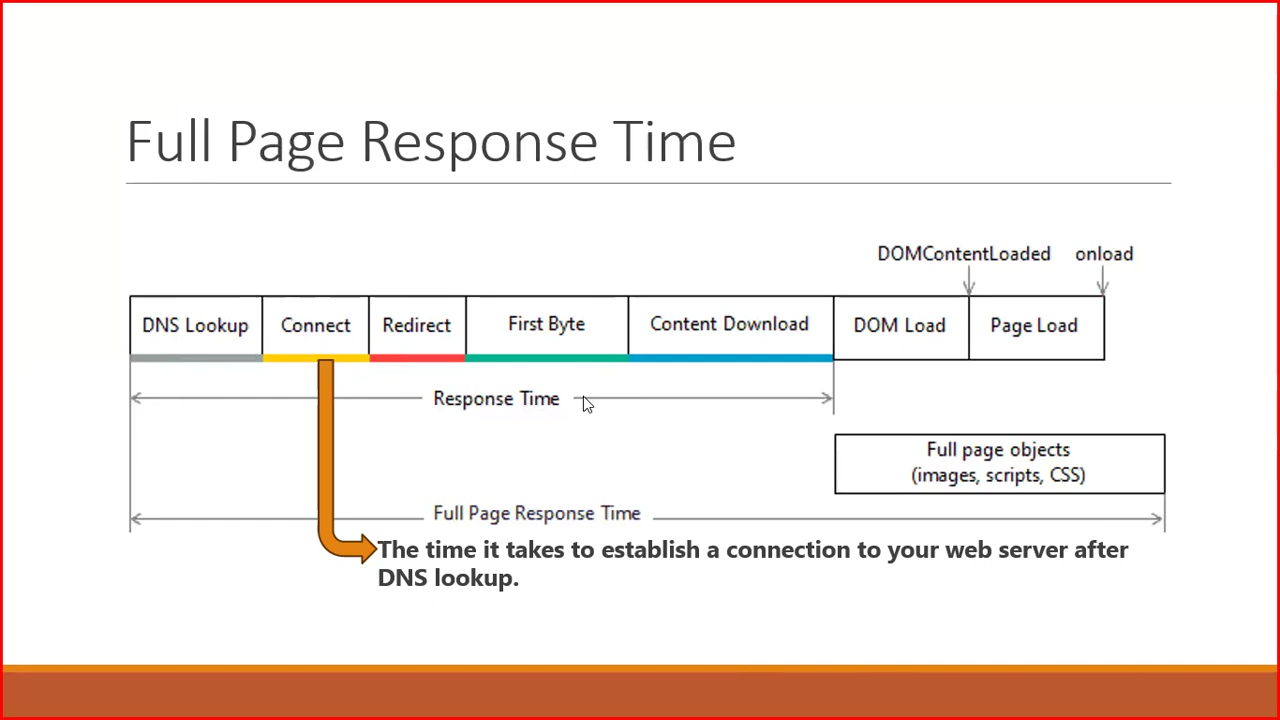 Full Page Response Time
DOMContentLoaded onload
DNS Lookup Connect Redirect First Byte Content Download DOM Load Page Load
Response Time
Full page objects
(images, scripts, CSS)
Full Page Response Time
The time it takes to establish a connection to your web server after
DNS lookup.